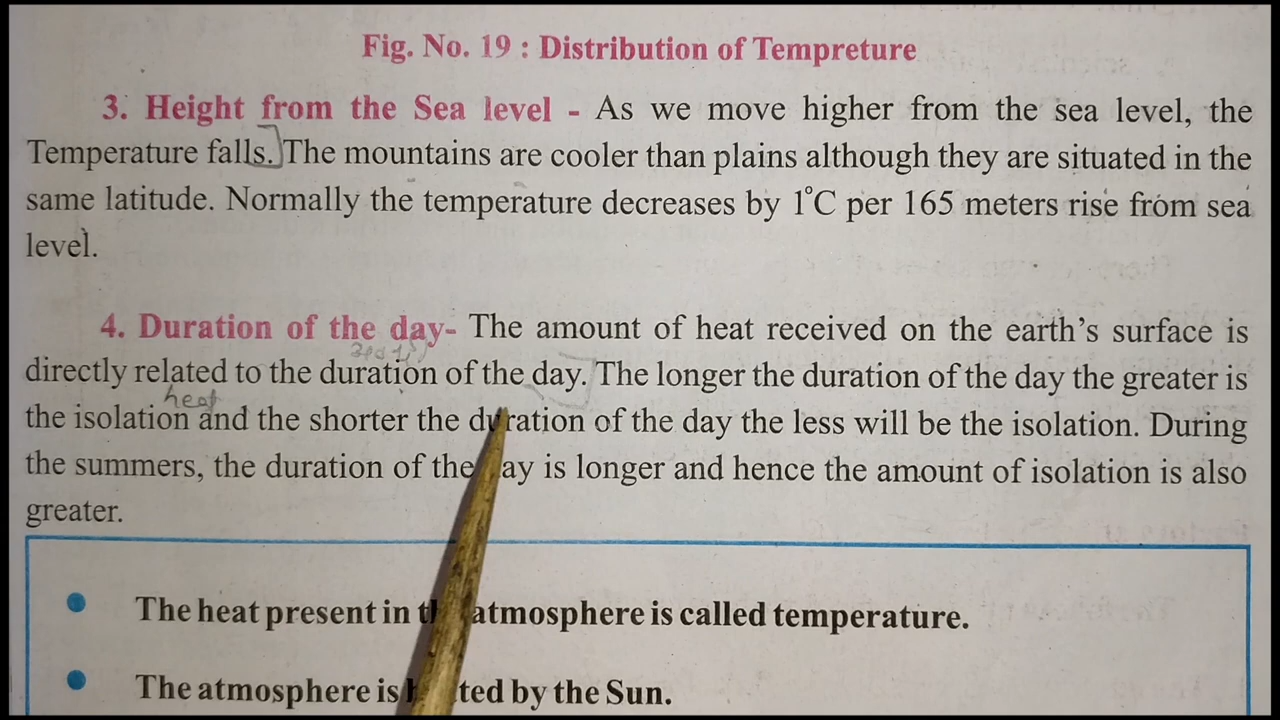 Fig. No. 19 : Distribution of Tempreture
3. Height from the Sea level - As we move higher from the sea level, the
Temperature falls. The mountains are cooler than plains although they are situated in the
same latitude. Normally the temperature decreases by 1°C per 165 meters rise from sea
level.
4. Duration of the day- The amount of heat received on the earth's surface is
directly related to the duration of the day. The longer the duration of the day the greater is
heat
the isolation and the shorter the duration of the day the less will be the isolation. During
the summers, the duration of the day is longer and hence the amount of isolation is also
greater.
• The heat present in the atmosphere is called temperature.
• The atmosphere is heated by the Sun.